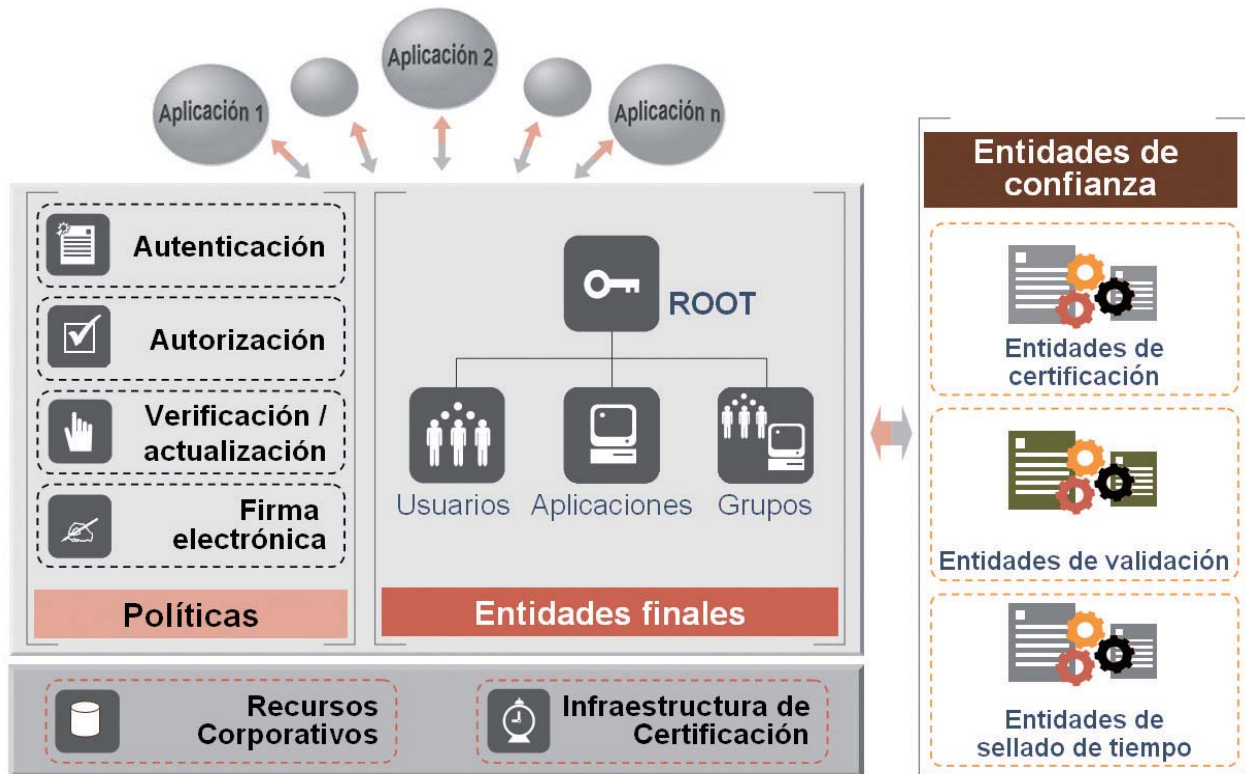 Aplicación 1
Aplicación 2
Aplicación n
Autenticación
Autorización
Verificación /
actualización
Firma
electrónica
Políticas
ROOT
Usuarios
Aplicaciones
Grupos
Entidades finales
Recursos
Corporativos
Infraestructura de
Certificación
Entidades de
confianza
Entidades de
certificación
Entidades de validación
Entidades de
sellado de tiempo